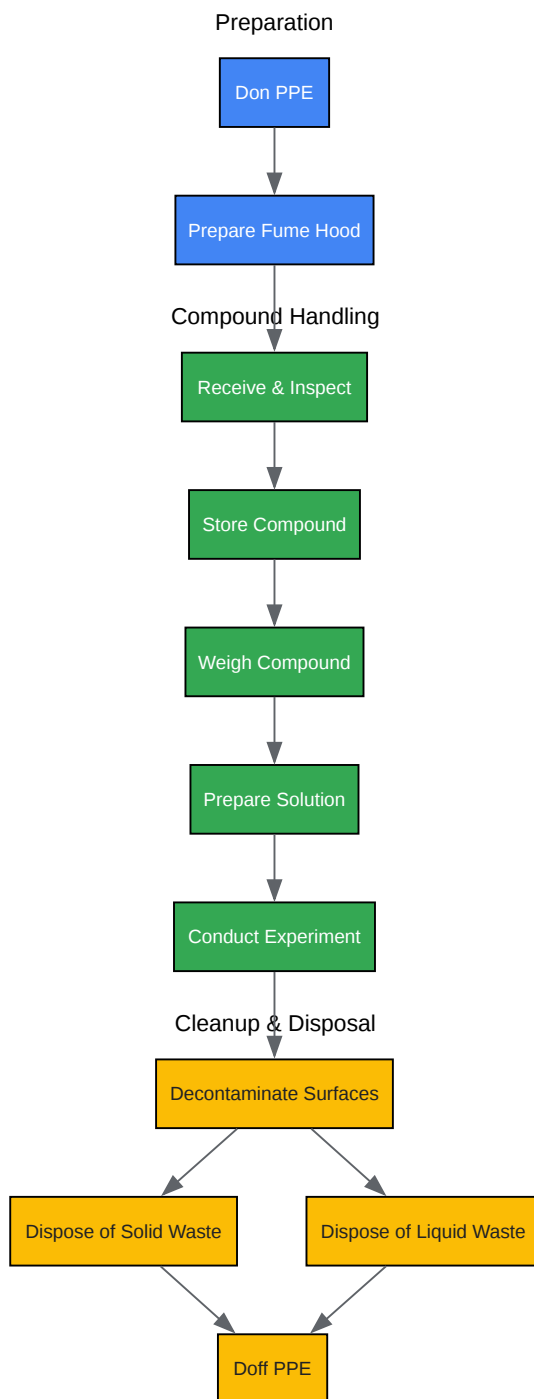 Preparation
Don PPE
Prepare Fume Hood
Compound Handling
Receive & Inspect
Store Compound
Weigh Compound
Prepare Solution
Conduct Experiment
Cleanup & Disposal
Decontaminate Surfaces
Dispose of Solid Waste
Dispose of Liquid Waste
Doff PPE